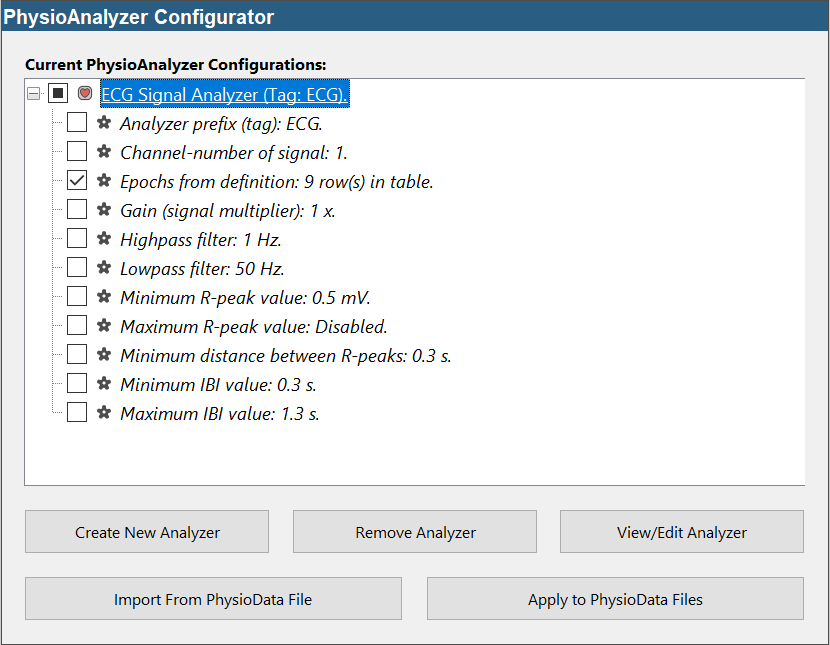 PhysioAnalyzer Configurator
Current PhysioAnalyzer Configurations:
ECG Signal Analyzer (Tag: ECG).
Analyzer prefix (tag): ECG.
Channel-number of signal: 1.
Epochs from definition: 9 row(s) in table.
Gain (signal multiplier): 1 x.
Highpass filter: 1 Hz.
Lowpass filter: 50 Hz.
Minimum R-peak value: 0.5 mV.
Maximum R-peak value: Disabled.
Minimum distance between R-peaks: 0.3 s.
Minimum IBI value: 0.3 s.
Maximum IBI value: 1.3 s.
Create New Analyzer
Remove Analyzer
View/Edit Analyzer
Import From PhysioData File
Apply to PhysioData Files